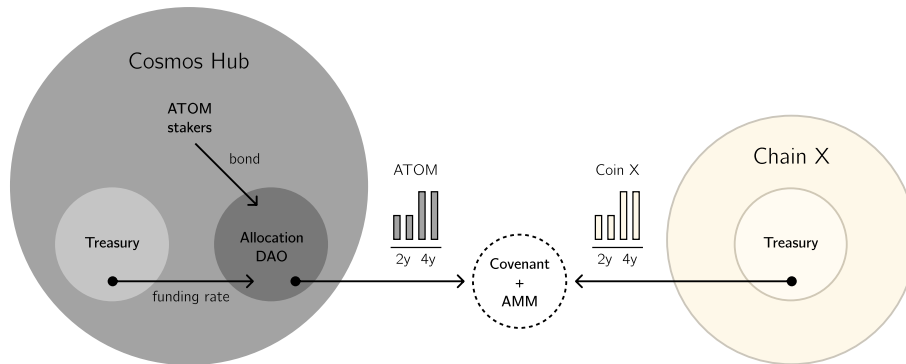 Cosmos Hub
ATOM
stakers
bond
Treasury
Allocation
DAO
funding rate
ATOM
2y 4y
Covenant
+
AMM
Coin X
2y 4y
Chain X
Treasury